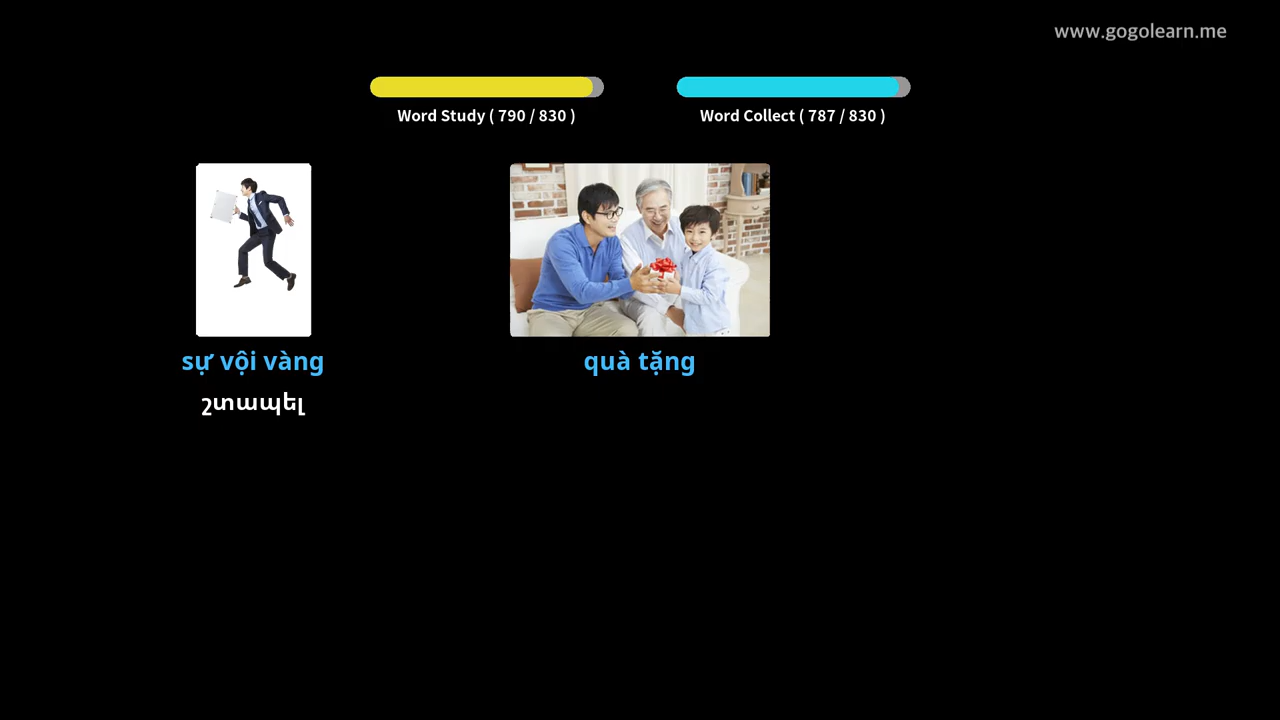 www.gogolearn.me
Word Study ( 790 / 830 )
Word Collect ( 787 / 830 )
sự vội vàng
quà tặng
շտապել